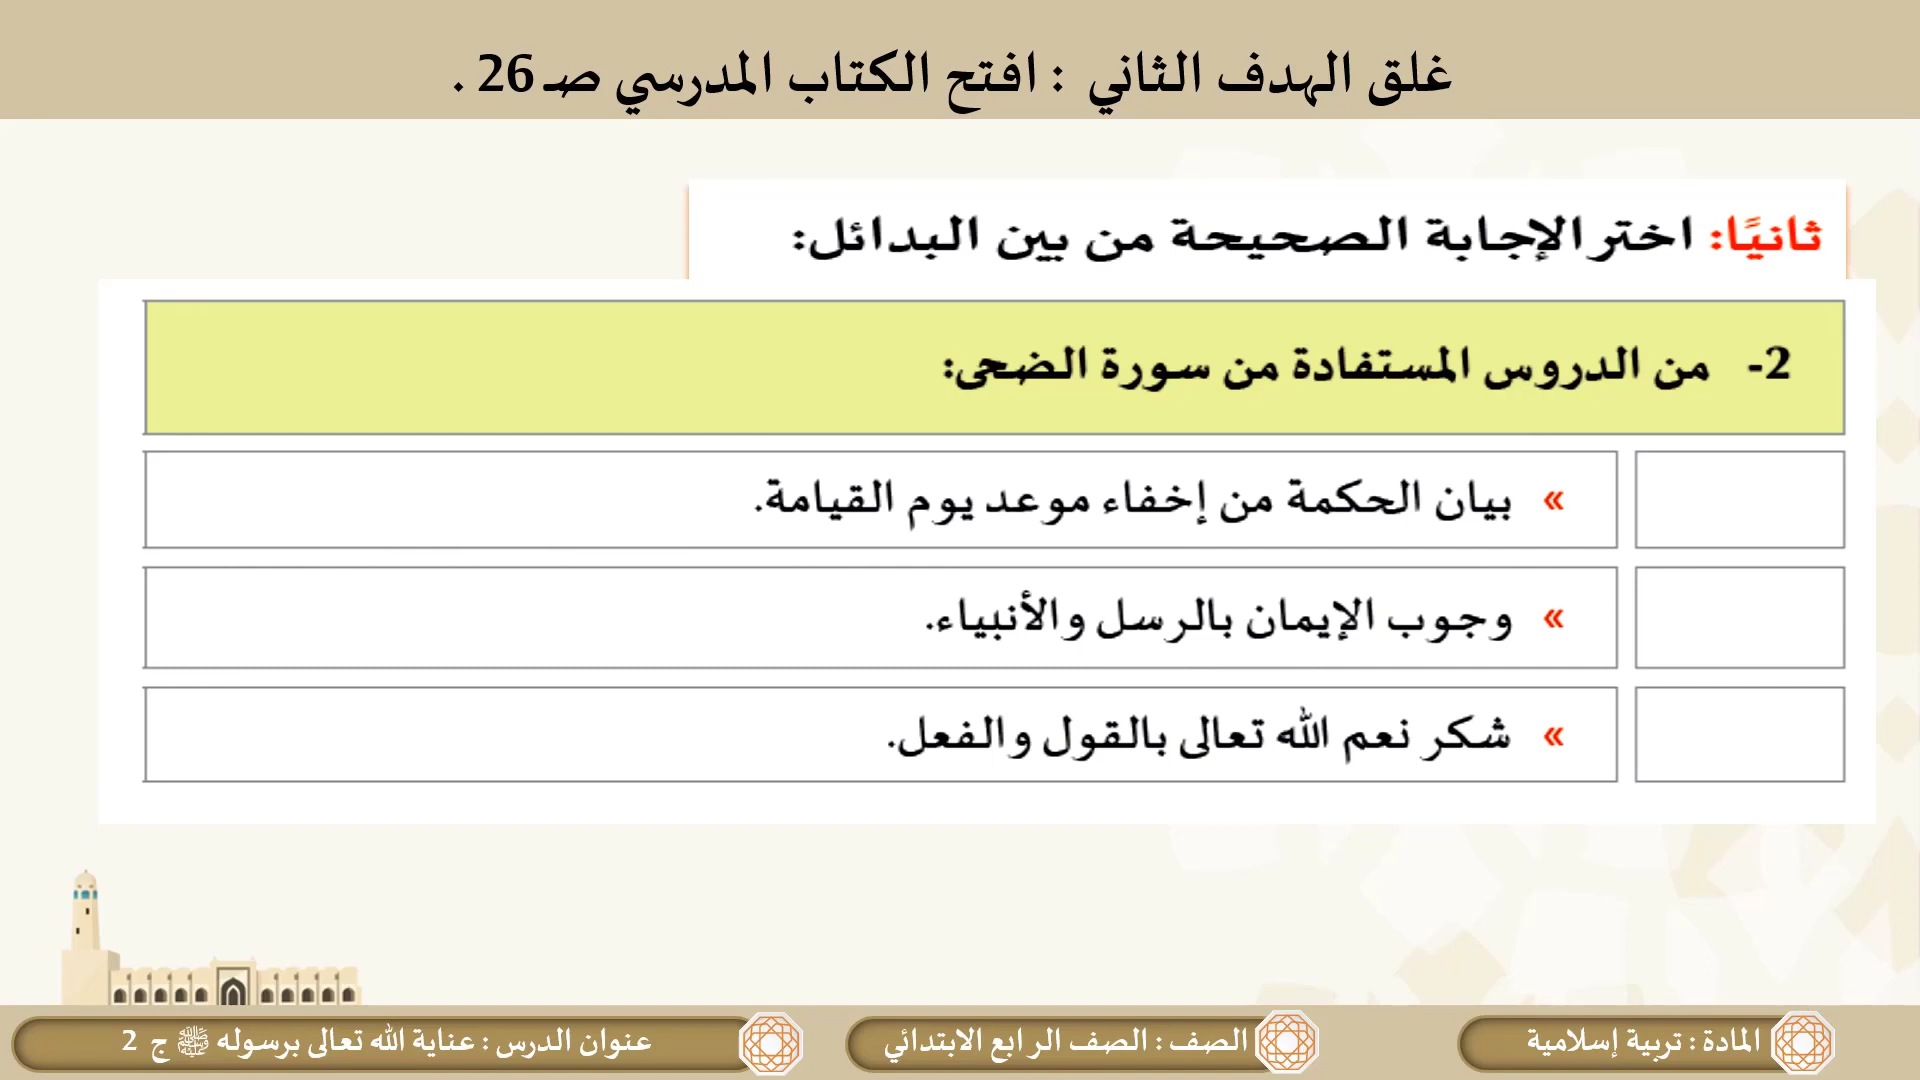 غلق الهدف الثاني : افتح الكتاب المدرسي صـ 26 .
ثانيًا: اختر الإجابة الصحيحة من بين البدائل:
2- من الدروس المستفادة من سورة الضحى:
» بيان الحكمة من إخفاء موعد يوم القيامة.
» وجوب الإيمان بالرسل والأنبياء.
» شكر نعم الله تعالى بالقول والفعل.
المادة : تربية إسلامية
الصف : الصف الرابع الابتدائي
عنوان الدرس : عناية الله تعالى برسوله ﷺ ج 2